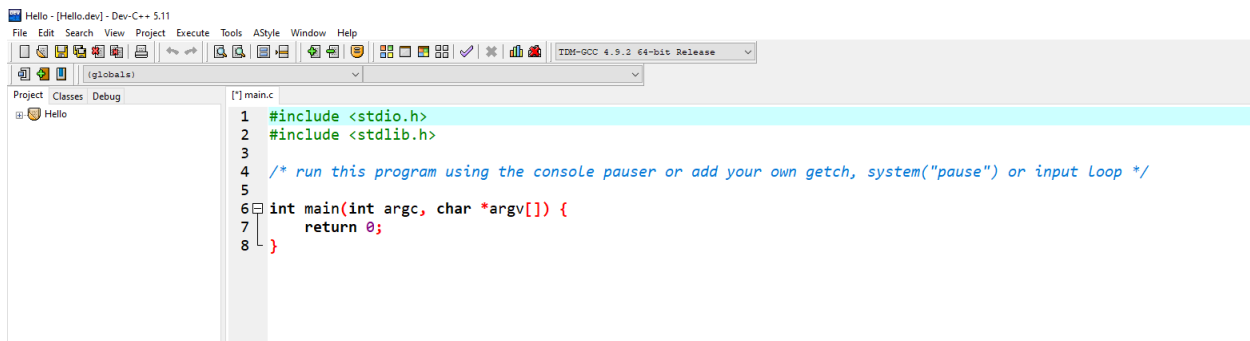 Hello - [Hello.dev] - Dev-C++ 5.11
File Edit Search View Project Execute Tools AStyle Window Help
TDM-GCC 4.9.2 64-bit Release
(globals)
Project Classes Debug
[*] main.c
Hello
1 #include <stdio.h>
2 #include <stdlib.h>
3
4 /* run this program using the console pauser or add your own getch, system("pause") or input loop */
5
6 int main(int argc, char *argv[]) {
7 return 0;
8 }